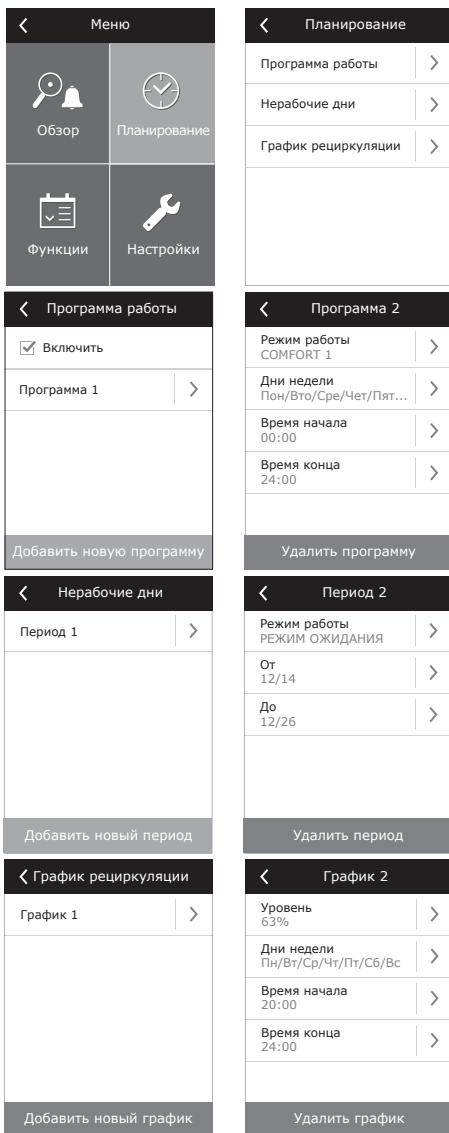 Меню
Обзор
Планирование
Функции
Настройки
Планирование
Программа работы
Нерабочие дни
График рециркуляции
Программа работы
Включить
Программа 1
Добавить новую программу
Программа 2
Режим работы
COMFORT 1
Дни недели
Пон/Вто/Сре/Чет/Пят...
Время начала
00:00
Время конца
24:00
Удалить программу
Нерабочие дни
Период 1
Добавить новый период
Период 2
Режим работы
РЕЖИМ ОЖИДАНИЯ
От
12/14
До
12/26
Удалить период
График рециркуляции
График 1
Добавить новый график
График 2
Уровень
63%
Дни недели
Пн/Вт/Ср/Чт/Пт/Сб/Вс
Время начала
20:00
Время конца
24:00
Удалить график